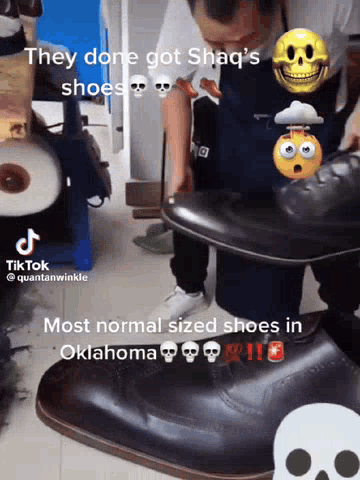 They done got Shaq's
shoes💀💀🌶️🌶️
TikTok
@quantanwinkle
Most normal sized shoes in
Oklahoma💀💀💀💯‼️🚨